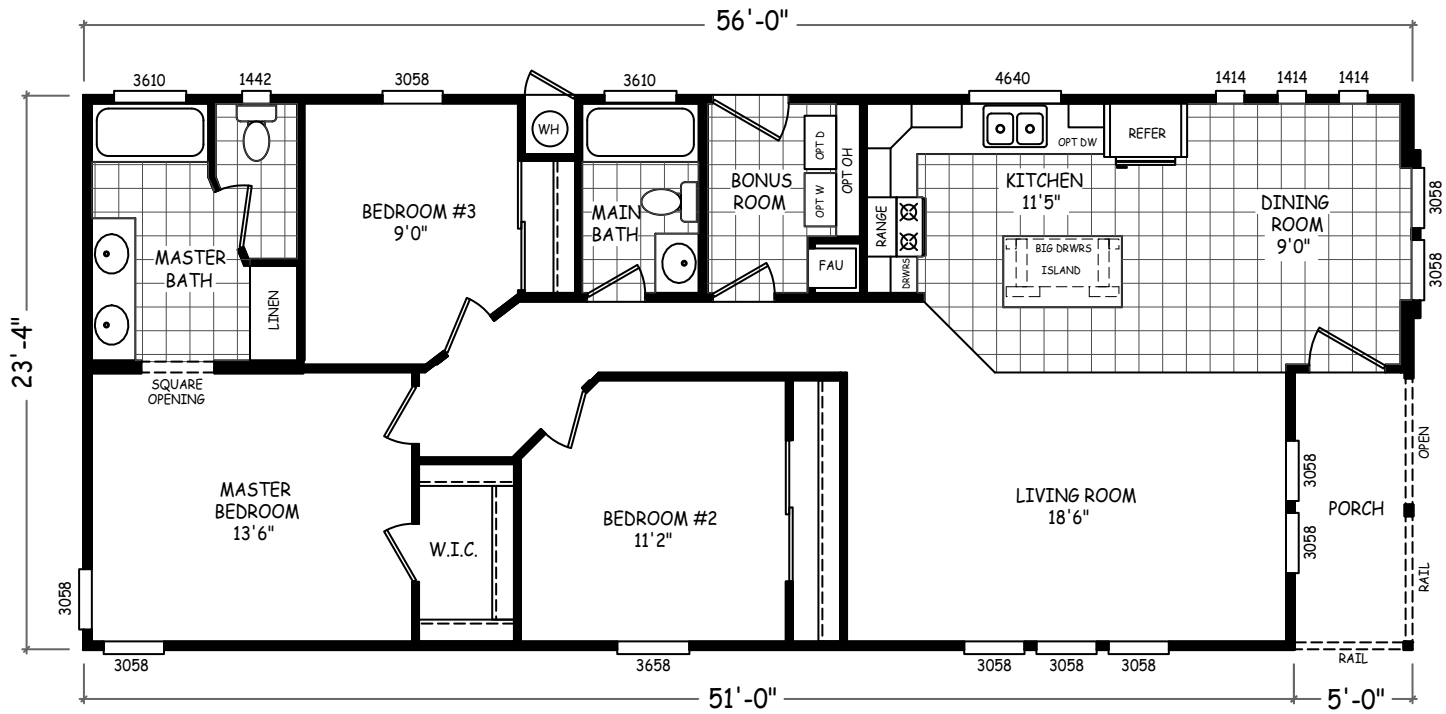 56'-0"
3610
1442
3058
3610
4640
1414
1414
1414
WH
OPT D
OPT OH
OPT W
OPT DW
REFER
BONUS
ROOM
KITCHEN
11'5"
RANGE
DRWRS
BIG DRWRS
ISLAND
DINING
ROOM
9'0"
3058
3058
BEDROOM #3
9'0"
MAIN
BATH
FAU
MASTER
BATH
LINEN
23'-4"
SQUARE
OPENING
MASTER
BEDROOM
13'6"
W.I.C.
BEDROOM #2
11'2"
LIVING ROOM
18'6"
3058
3058
PORCH
OPEN
RAIL
3058
3058
3658
3058
3058
3058
RAIL
51'-0"
5'-0"